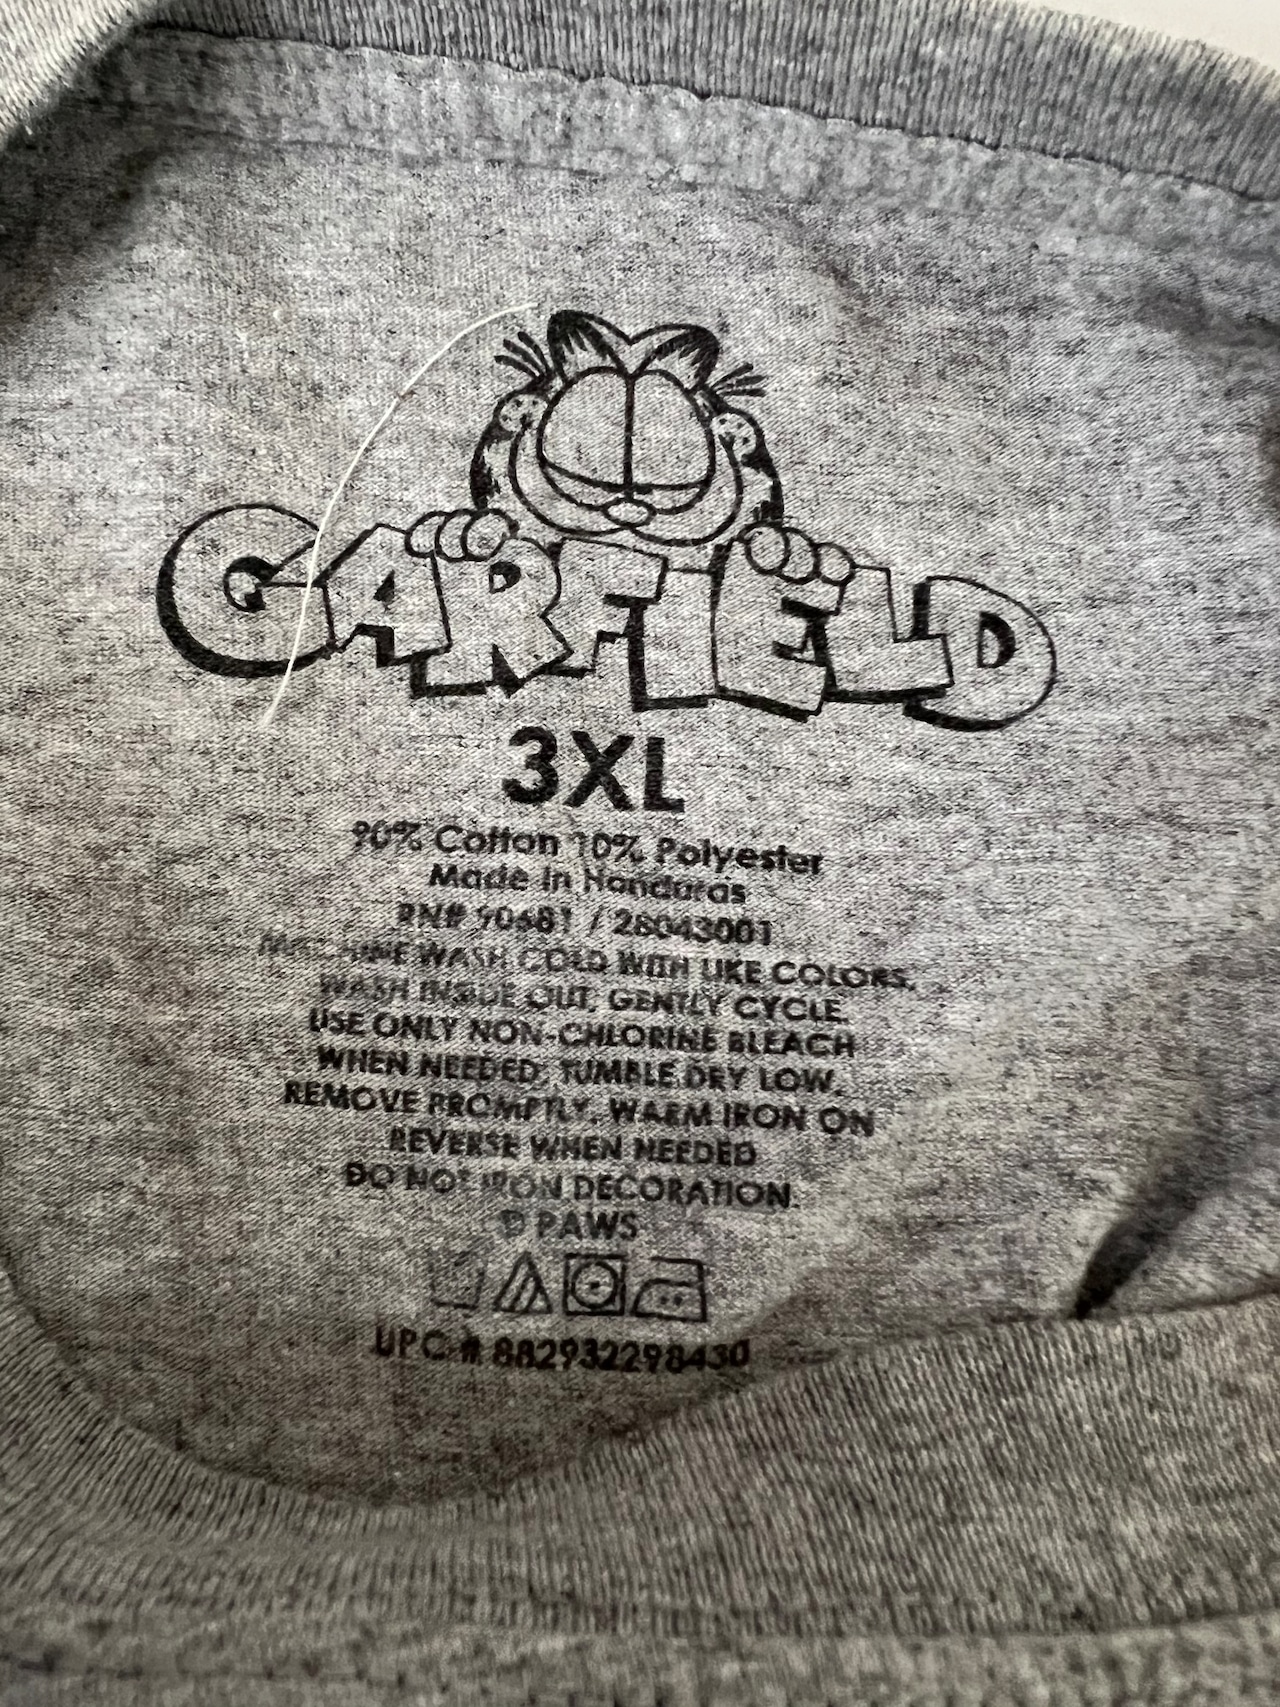 GARFIELD
3XL
90% Cotton 10% Polyester
Made In Honduras
RN# 90681 / 28043001
MACHINE WASH COLD WITH LIKE COLORS.
WASH INSIDE OUT, GENTLY CYCLE.
USE ONLY NON-CHLORINE BLEACH
WHEN NEEDED, TUMBLE DRY LOW,
REMOVE PROMPTLY, WARM IRON ON
REVERSE WHEN NEEDED
DO NOT IRON DECORATION.
© PAWS
UPC # 882932298430